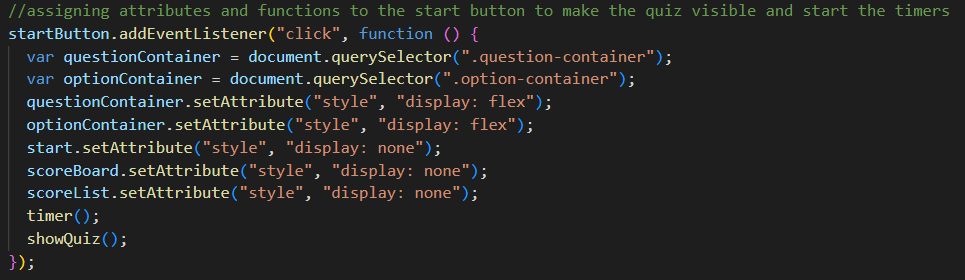 //assigning attributes and functions to the start button to make the quiz visible and start the timers
startButton.addEventListener("click", function () {
  var questionContainer = document.querySelector(".question-container");
  var optionContainer = document.querySelector(".option-container");
  questionContainer.setAttribute("style", "display: flex");
  optionContainer.setAttribute("style", "display: flex");
  start.setAttribute("style", "display: none");
  scoreBoard.setAttribute("style", "display: none");
  scoreList.setAttribute("style", "display: none");
  timer();
  showQuiz();
});